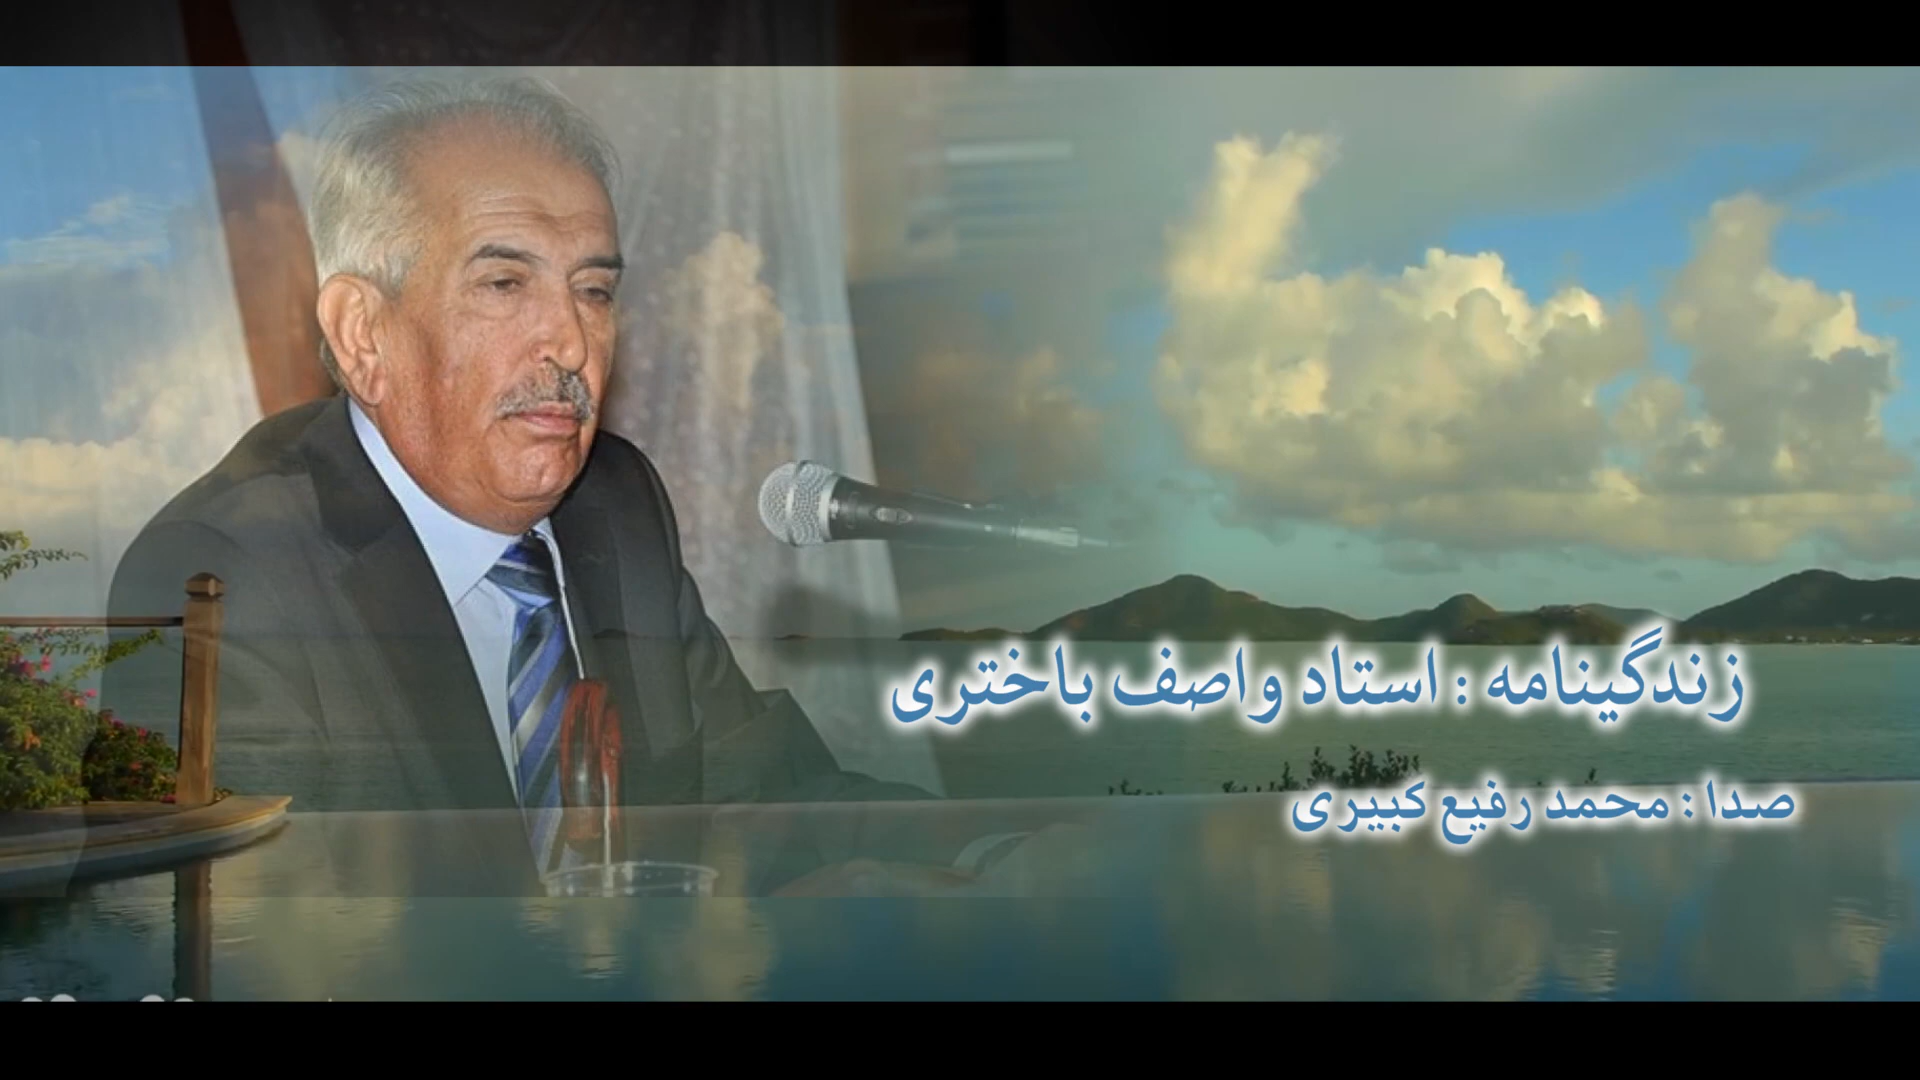 زندگینامه : استاد واصف باختری
صدا : محمد رفیع کبیری